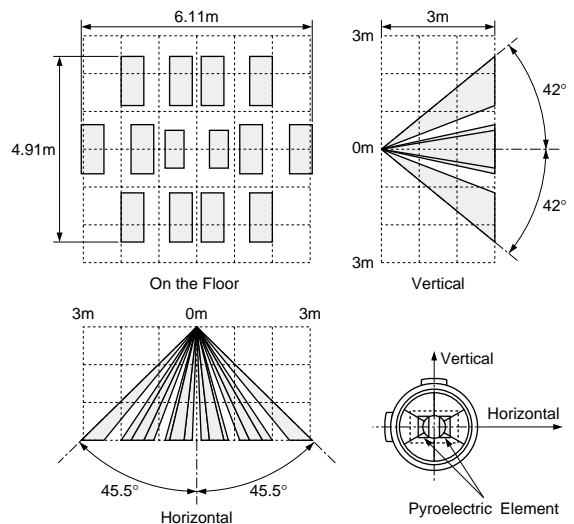 6.11m
4.91m
On the Floor
3m
3m
0m
3m
42°
42°
Vertical
3m
0m
3m
45.5°
45.5°
Horizontal
Vertical
Horizontal
Pyroelectric Element